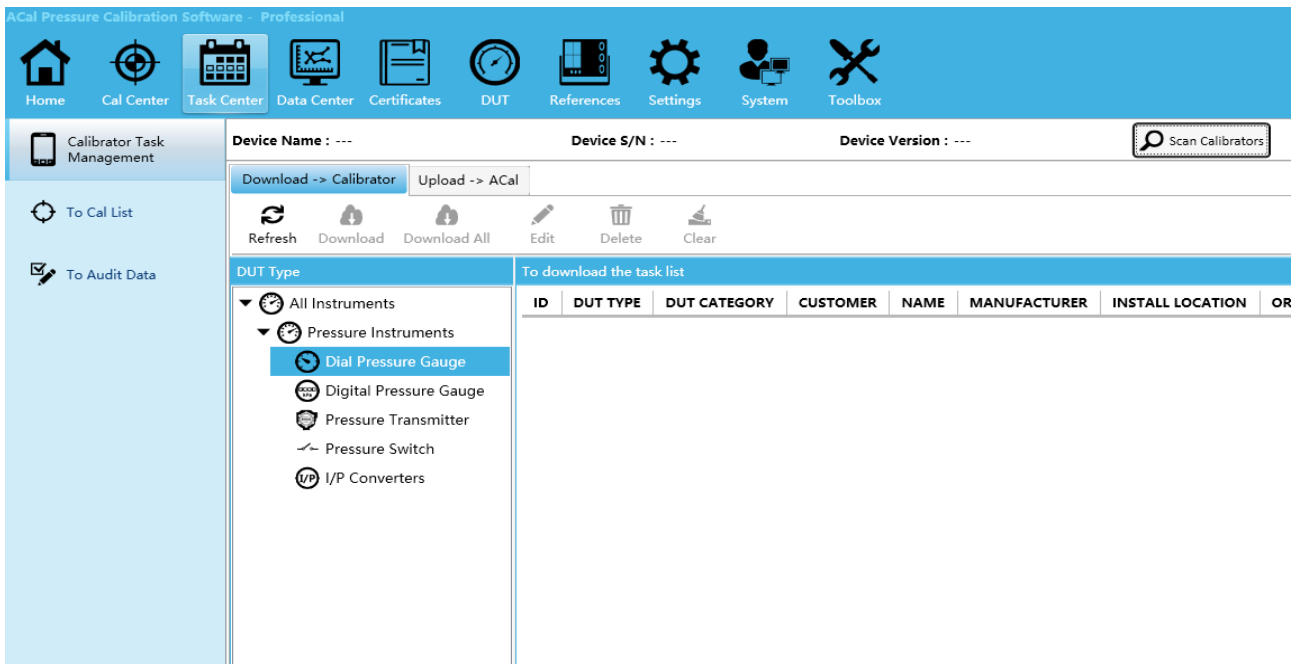 ACal Pressure Calibration Software - Professional
Home Cal Center Task Center Data Center Certificates DUT References Settings System Toolbox
Calibrator Task
Management
To Cal List
To Audit Data
Device Name : --- Device S/N : --- Device Version : --- Scan Calibrators
Download -> Calibrator Upload -> ACal
Refresh Download Download All Edit Delete Clear
DUT Type To download the task list
ID DUT TYPE DUT CATEGORY CUSTOMER NAME MANUFACTURER INSTALL LOCATION OR
All Instruments
Pressure Instruments
Dial Pressure Gauge
Digital Pressure Gauge
Pressure Transmitter
Pressure Switch
I/P I/P Converters